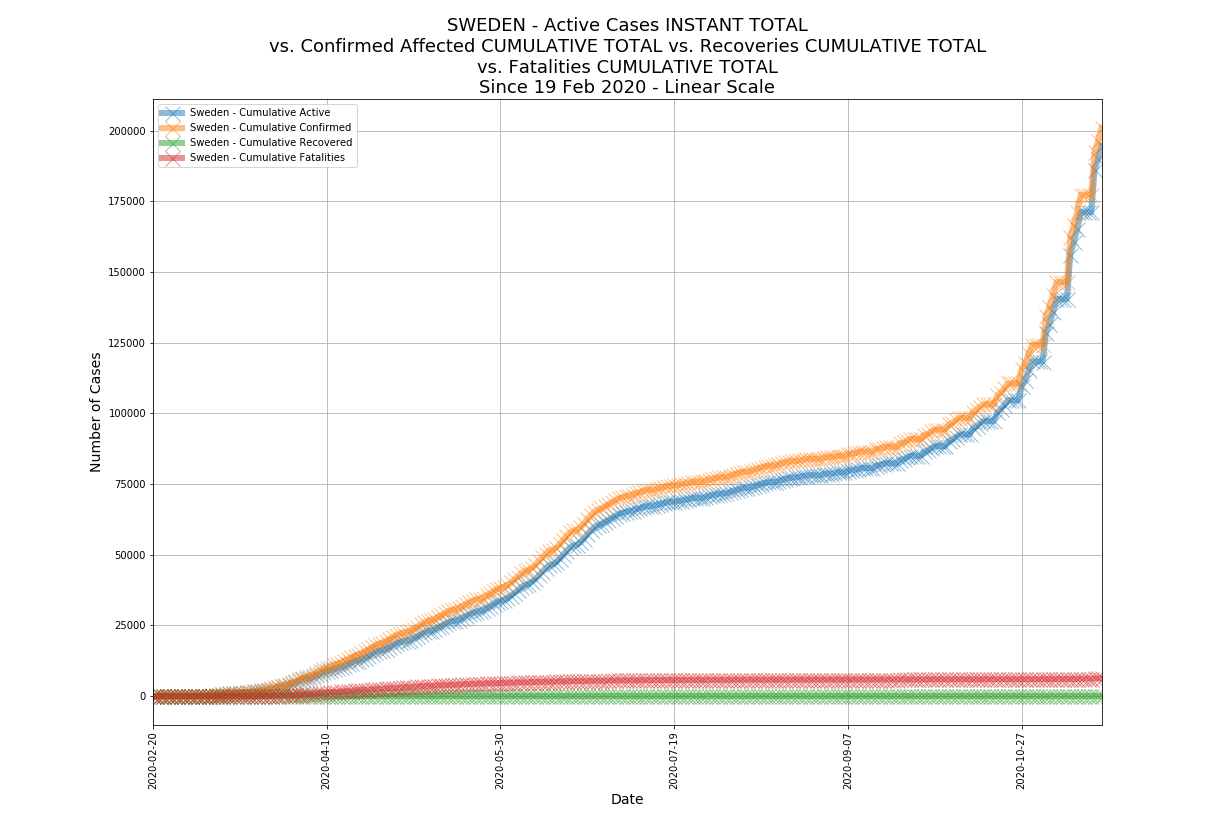 SWEDEN - Active Cases INSTANT TOTAL
vs. Confirmed Affected CUMULATIVE TOTAL vs. Recoveries CUMULATIVE TOTAL
vs. Fatalities CUMULATIVE TOTAL
Since 19 Feb 2020 - Linear Scale
Sweden - Cumulative Active
Sweden - Cumulative Confirmed
Sweden - Cumulative Recovered
Sweden - Cumulative Fatalities
Number of Cases
200000
175000
150000
125000
100000
75000
50000
25000
0
2020-02-20
2020-04-10
2020-05-30
2020-07-19
2020-09-07
2020-10-27
Date